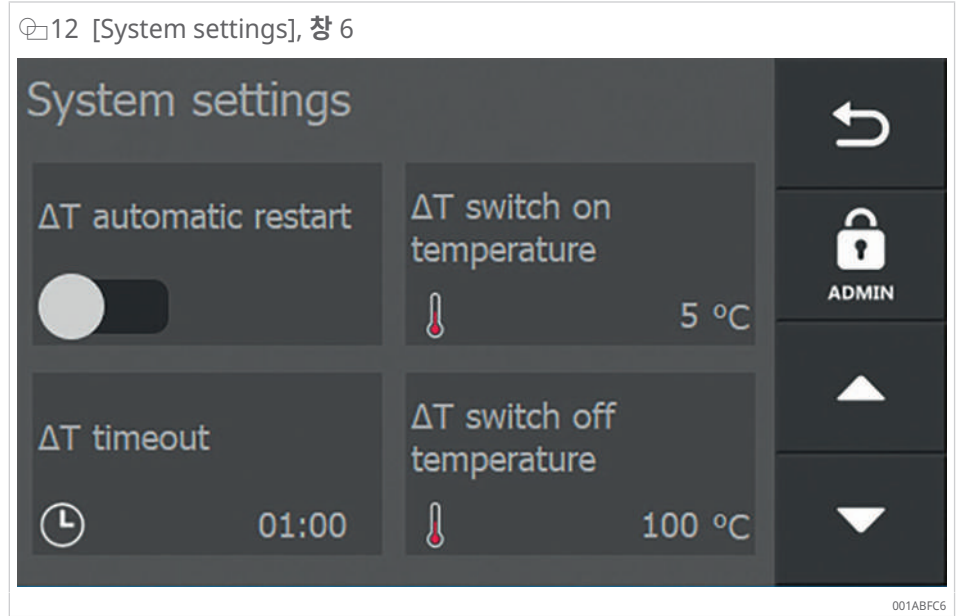 12 [System settings], 창 6
System settings
ΔT automatic restart
ΔT switch on
temperature
5 °C
ADMIN
ΔT timeout
01:00
ΔT switch off
temperature
100 °C
001ABFC6